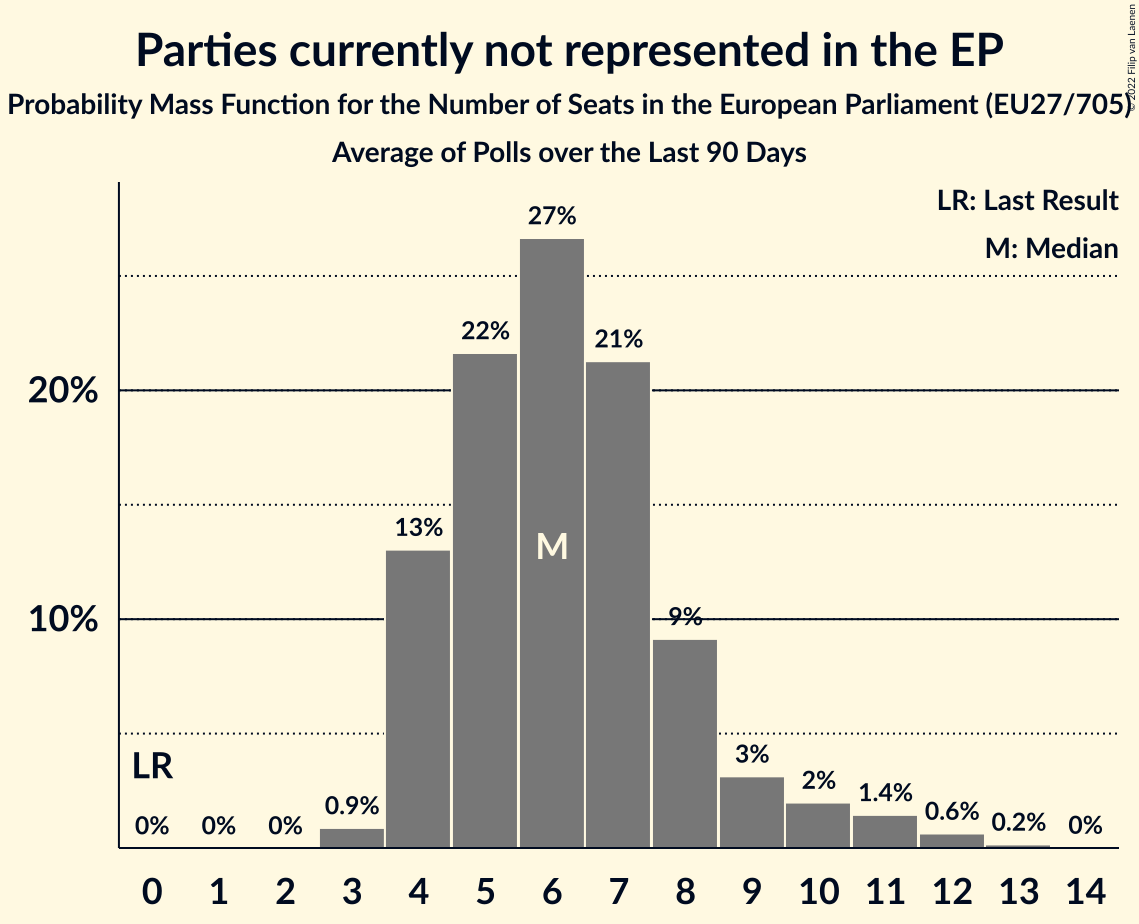 Parties currently not represented in the EP
Probability Mass Function for the Number of Seats in the European Parliament (EU27/705)
Average of Polls over the Last 90 Days
© 2022 Filip van Laenen
LR: Last Result
M: Median
27%
22%
21%
20%
13%
M
10%
9%
LR
3%
2%
1.4%
0.9%
0.6%
0.2%
0% 0% 0% 0%
0 1 2 3 4 5 6 7 8 9 10 11 12 13 14